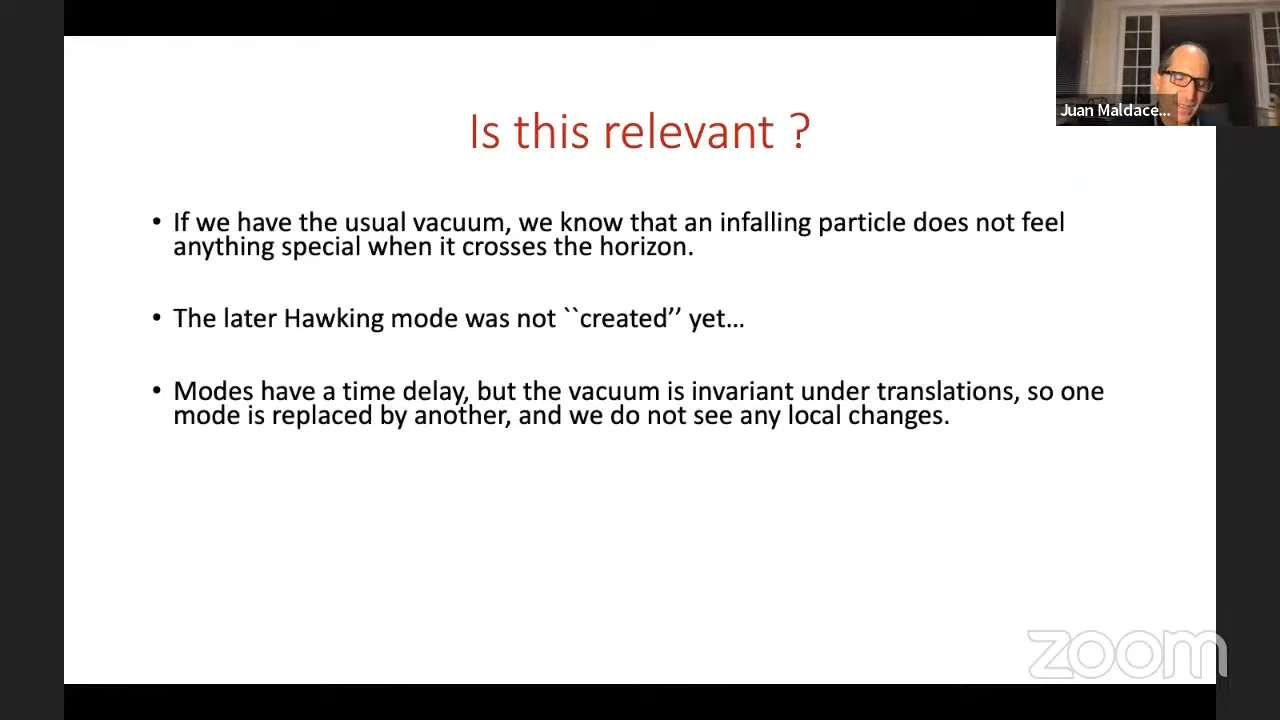 Juan Maldace...
Is this relevant ?
• If we have the usual vacuum, we know that an infalling particle does not feel
anything special when it crosses the horizon.
• The later Hawking mode was not ``created’’ yet…
• Modes have a time delay, but the vacuum is invariant under translations, so one
mode is replaced by another, and we do not see any local changes.
zoom